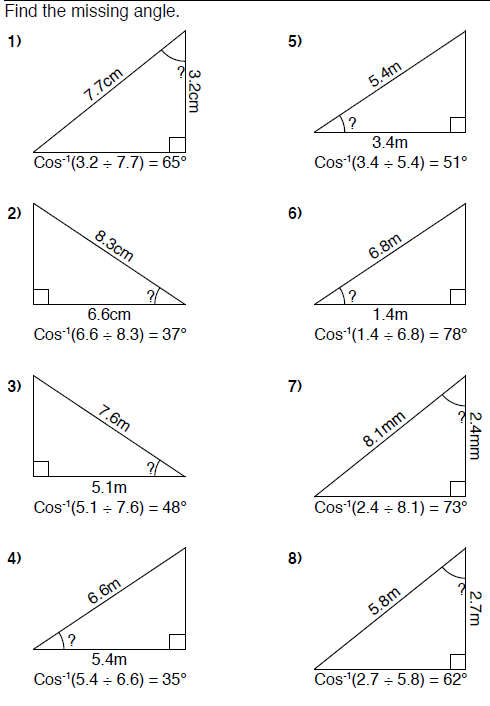 Find the missing angle.
1)
7.7cm
?
3.2cm
Cos⁻¹(3.2 ÷ 7.7) = 65°
2)
8.3cm
?
6.6cm
Cos⁻¹(6.6 ÷ 8.3) = 37°
3)
7.6m
?
5.1m
Cos⁻¹(5.1 ÷ 7.6) = 48°
4)
6.6m
?
5.4m
Cos⁻¹(5.4 ÷ 6.6) = 35°
5)
5.4m
?
3.4m
Cos⁻¹(3.4 ÷ 5.4) = 51°
6)
6.8m
?
1.4m
Cos⁻¹(1.4 ÷ 6.8) = 78°
7)
8.1mm
?
2.4mm
Cos⁻¹(2.4 ÷ 8.1) = 73°
8)
5.8m
?
2.7m
Cos⁻¹(2.7 ÷ 5.8) = 62°